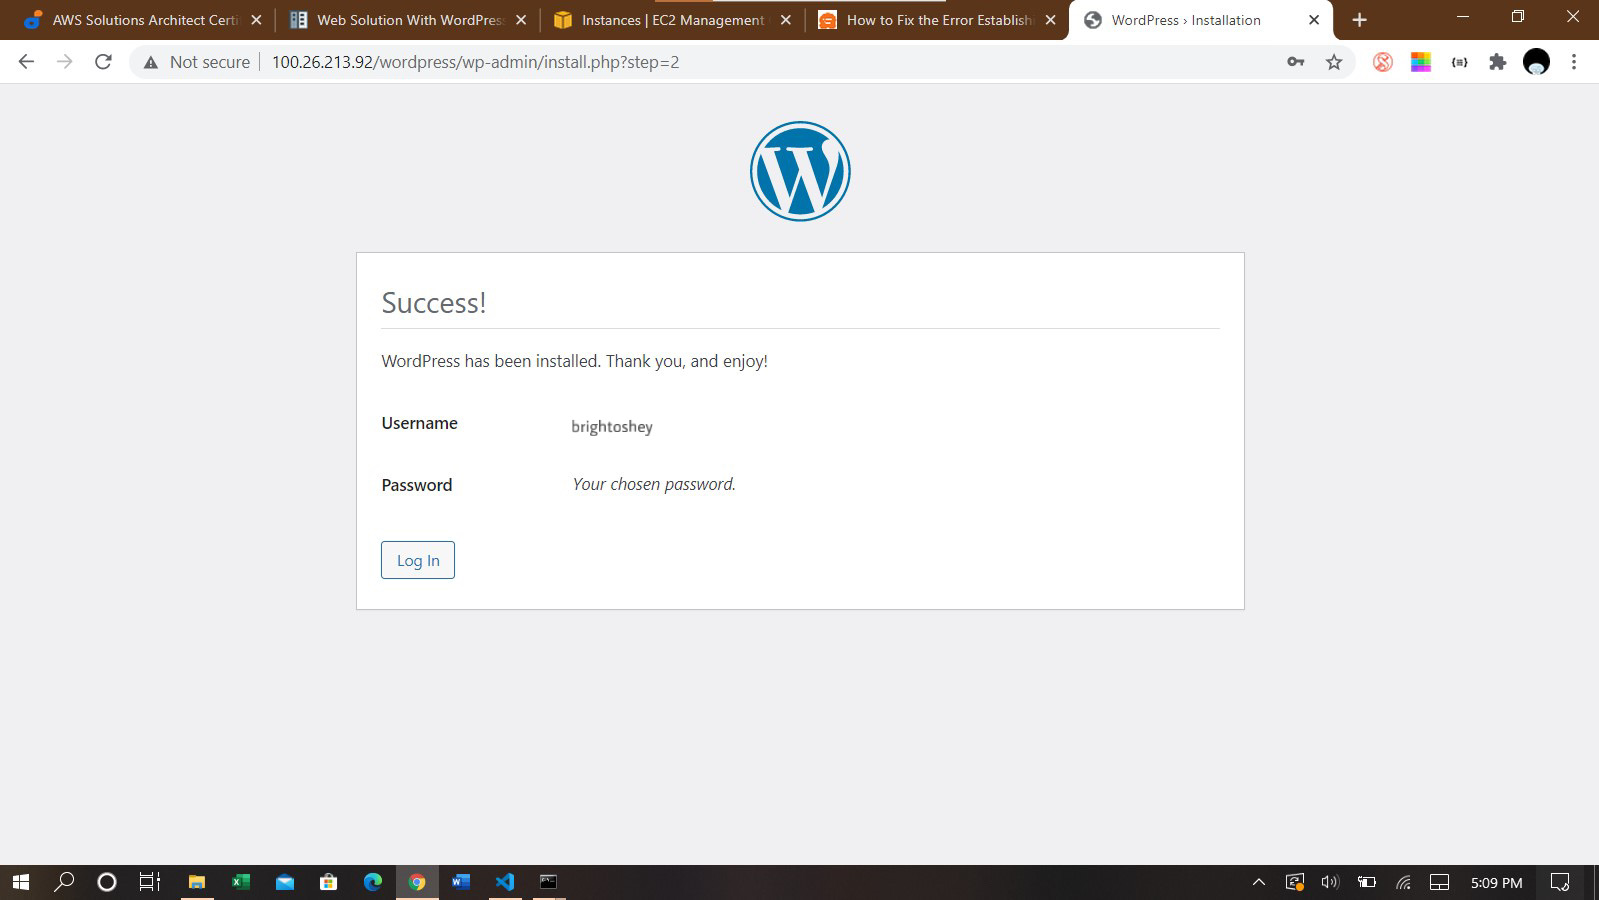 AWS Solutions Architect Certi
Web Solution With WordPress
Instances | EC2 Management
How to Fix the Error Establish
WordPress › Installation
Not secure
100.26.213.92/wordpress/wp-admin/install.php?step=2
Success!
WordPress has been installed. Thank you, and enjoy!
Username brightoshey
Password Your chosen password.
Log In
5:09 PM